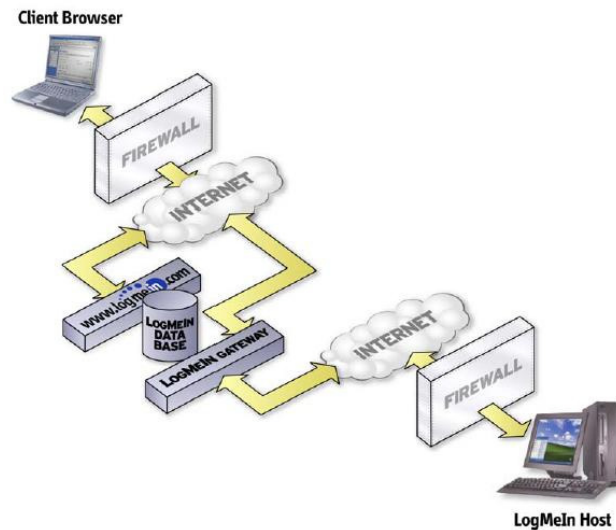 Client Browser
FIREWALL
INTERNET
www.logmein.com
LOGMEIN
DATA
BASE
LOGMEIN GATEWAY
INTERNET
FIREWALL
LogMeIn Host